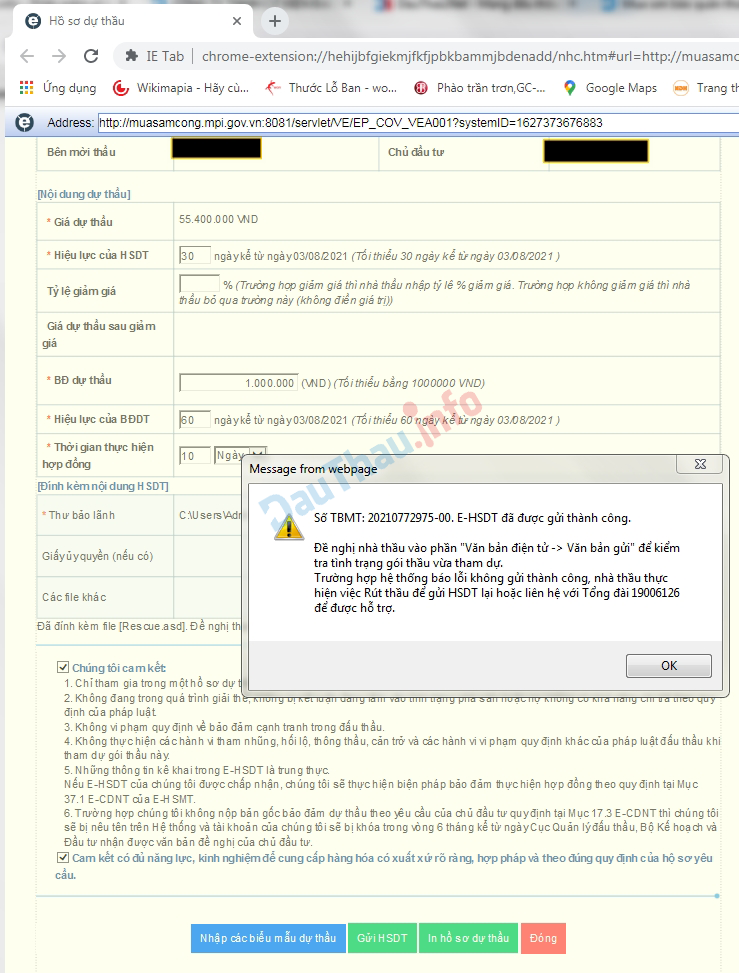 Hồ sơ dự thầu
IE Tab
chrome-extension://hehijbfgiekmjfkfjpbkbammjbdenadd/nhc.htm#url=http://muasamc
Ứng dụng
Wikimapia - Hãy cù...
Thước Lỗ Ban - wo...
Phào trần trơn,GC-...
Google Maps
Trang th
Address: http://muasamcong.mpi.gov.vn:8081/servlet/VE/EP_COV_VEA001?systemID=1627373676883
Bên mời thầu
Chủ đầu tư
[Nội dung dự thầu]
* Giá dự thầu 55.400.000 VND
* Hiệu lực của HSDT 30 ngày kể từ ngày 03/08/2021 (Tối thiểu 30 ngày kể từ ngày 03/08/2021 )
Tỷ lệ giảm giá % (Trường hợp giảm giá thì nhà thầu nhập tỷ lê % giảm giá. Trường hợp không giảm giá thì nhà
thầu bỏ qua trường này (không điền giá trị))
Giá dự thầu sau giảm
giá
* BĐ dự thầu 1.000.000 (VND) (Tối thiểu bằng 1000000 VND)
* Hiệu lực của BĐDT 60 ngày kể từ ngày 03/08/2021 (Tối thiểu 60 ngày kể từ ngày 03/08/2021 )
* Thời gian thực hiện
hợp đồng
10 Ngày
[Đính kèm nội dung HSDT]
* Thư bảo lãnh C:\Users\Adn
Giấy ủy quyền (nếu có)
Các file khác
Đã đính kèm file [Rescue.asd]. Đề nghị th
DauThau.info
Message from webpage
Số TBMT: 20210772975-00. E-HSDT đã được gửi thành công.
Đề nghị nhà thầu vào phần "Văn bản điện tử -> Văn bản gửi" để kiểm
tra tình trạng gói thầu vừa tham dự.
Trường hợp hệ thống báo lỗi không gửi thành công, nhà thầu thực
hiện việc Rút thầu để gửi HSDT lại hoặc liên hệ với Tổng đài 19006126
để được hỗ trợ.
OK
Chúng tôi cam kết:
1. Chỉ tham gia trong một hồ sơ dự th
2. Không đang trong quá trình giải thể, không bị kết luận đang lâm vào tình trạng phá sản hoặc nợ không có khả năng chi trả theo quy
định của pháp luật.
3. Không vi phạm quy định về bảo đảm cạnh tranh trong đấu thầu.
4. Không thực hiện các hành vi tham nhũng, hối lộ, thông thầu, cản trở và các hành vi vi phạm quy định khác của pháp luật đấu thầu khi
tham dự gói thầu này.
5. Những thông tin kê khai trong E-HSDT là trung thực.
Nếu E-HSDT của chúng tôi được chấp nhận, chúng tôi sẽ thực hiện biện pháp bảo đảm thực hiện hợp đồng theo quy định tại Mục
37.1 E-CDNT của E-HSMT.
6. Trường hợp chúng tôi không nộp bản gốc bảo đảm dự thầu theo yêu cầu của chủ đầu tư quy định tại Mục 17.3 E-CDNT thì chúng tôi
sẽ bị nêu tên trên Hệ thống và tài khoản của chúng tôi sẽ bị khóa trong vòng 6 tháng kể từ ngày Cục Quản lý đấu thầu, Bộ Kế hoạch và
Đầu tư nhận được văn bản đề nghị của chủ đầu tư.
Cam kết có đủ năng lực, kinh nghiệm để cung cấp hàng hóa có xuất xứ rõ ràng, hợp pháp và theo đúng quy định của hồ sơ yêu
cầu.
Nhập các biểu mẫu dự thầu
Gửi HSDT
In hồ sơ dự thầu
Đóng